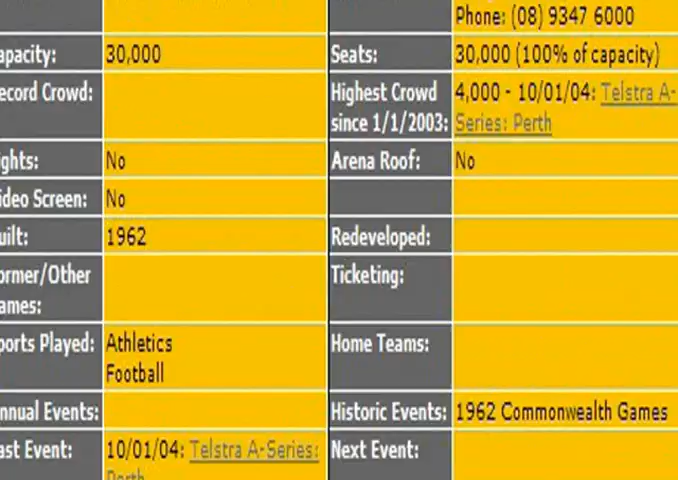 Phone: (08) 9347 6000
apacity: 30,000 Seats: 30,000 (100% of capacity)
ecord Crowd: Highest Crowd 4,000 - 10/01/04: Telstra A-
since 1/1/2003: Series: Perth
ights: No Arena Roof: No
ideo Screen: No
uilt: 1962 Redeveloped:
ormer/Other Ticketing:
ames:
ports Played: Athletics Home Teams:
Football
nnual Events: Historic Events: 1962 Commonwealth Games
ast Event: 10/01/04: Telstra A-Series: Next Event:
Perth